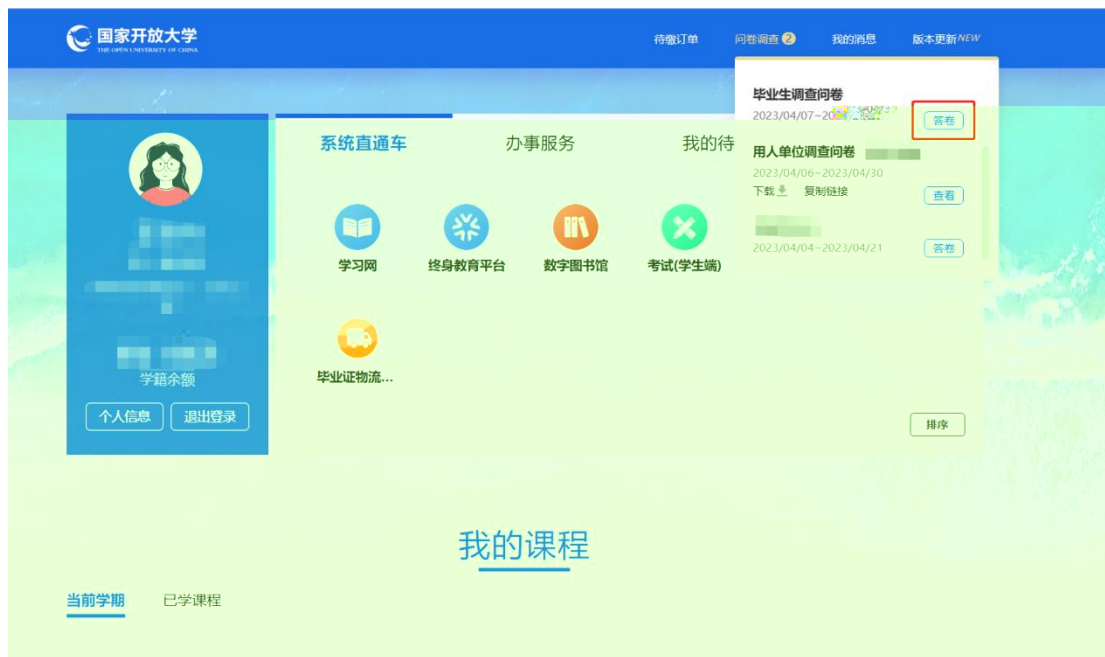 国家开放大学
THE OPEN UNIVERSITY OF CHINA
待缴订单 问卷调查 2 我的消息 版本更新NEW
毕业生调查问卷
2023/04/07~20
答卷
用人单位调查问卷
2023/04/06~2023/04/30
下载 复制链接
查看
2023/04/04~2023/04/21
答卷
系统直通车 办事服务 我的待
学习网 终身教育平台 数字图书馆 考试(学生端)
毕业证物流...
学籍余额
个人信息 退出登录
排序
我的课程
当前学期 已学课程